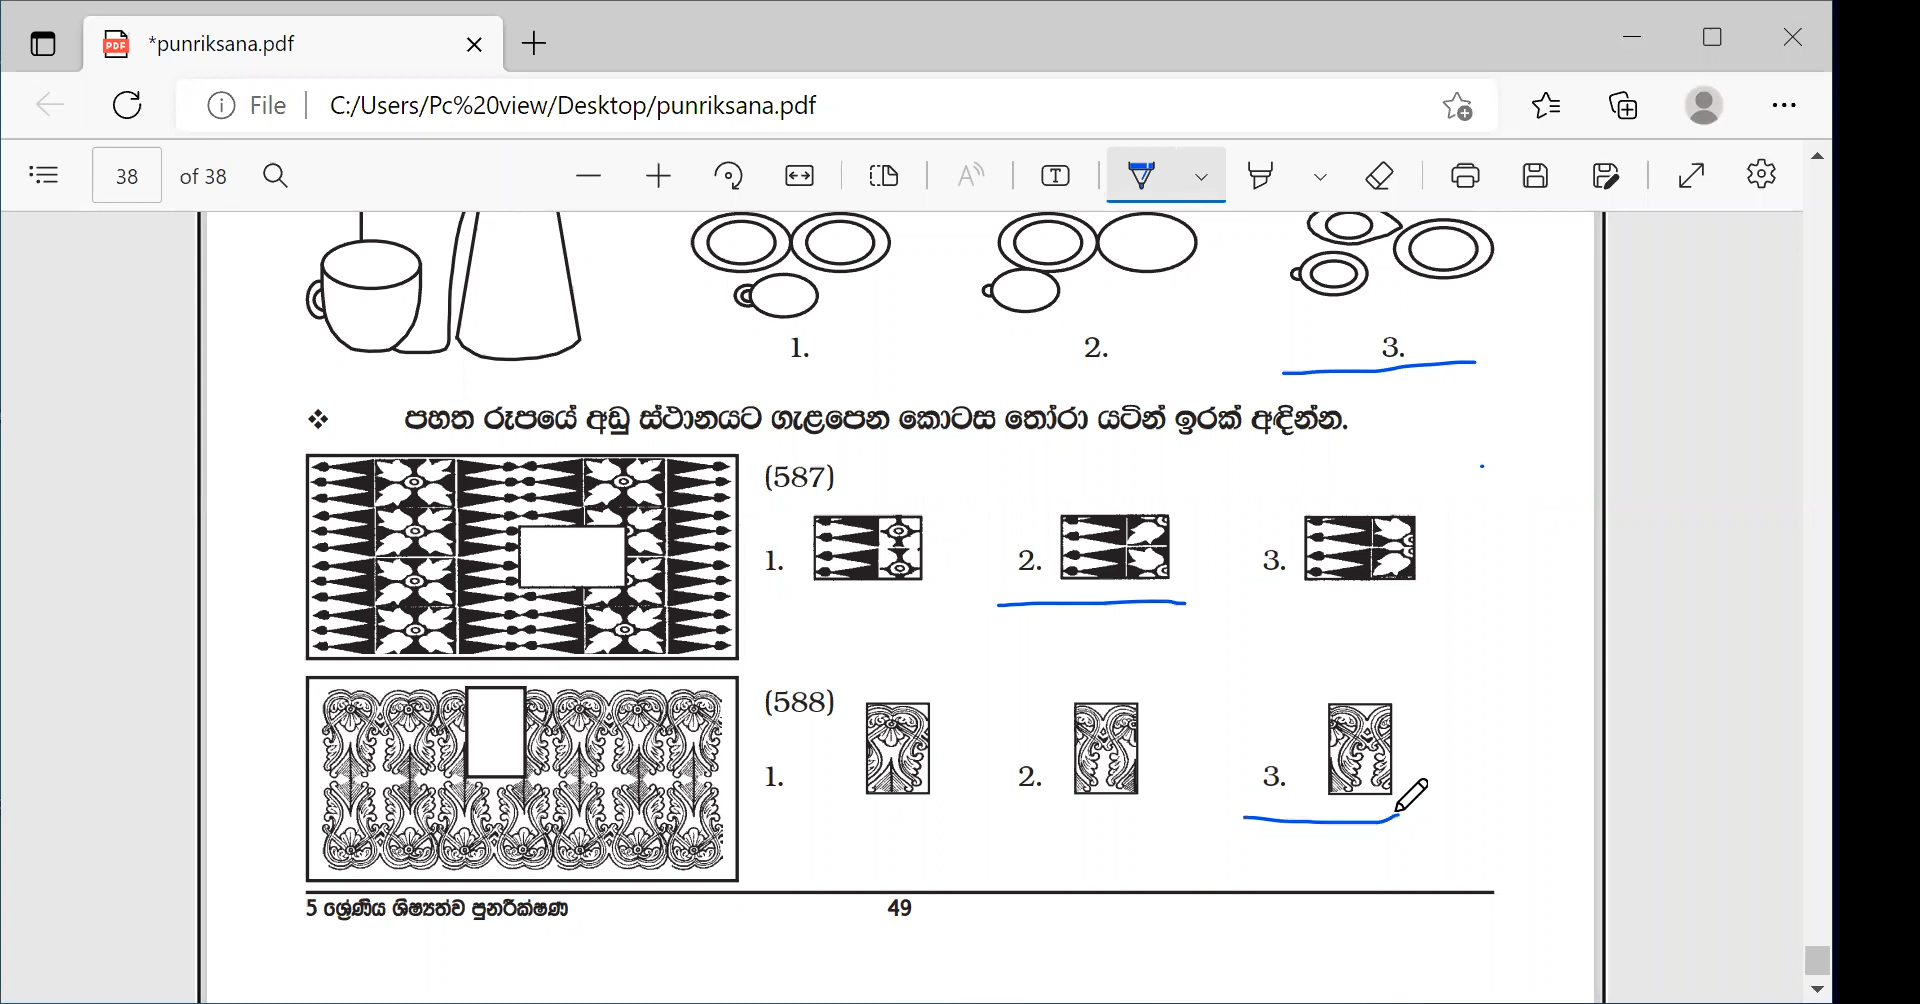 *punriksana.pdf
File C:/Users/Pc%20view/Desktop/punriksana.pdf
38 of 38
1. 2. 3.
❖ පහත රූපයේ අඩු ස්ථානයට ගැළපෙන කොටස තෝරා යටින් ඉරක් අඳින්න.
(587)
1. 2. 3.
(588)
1. 2. 3.
5 ශ්‍රේණිය ශිෂ්‍යත්ව පුනරීක්ෂණ 49